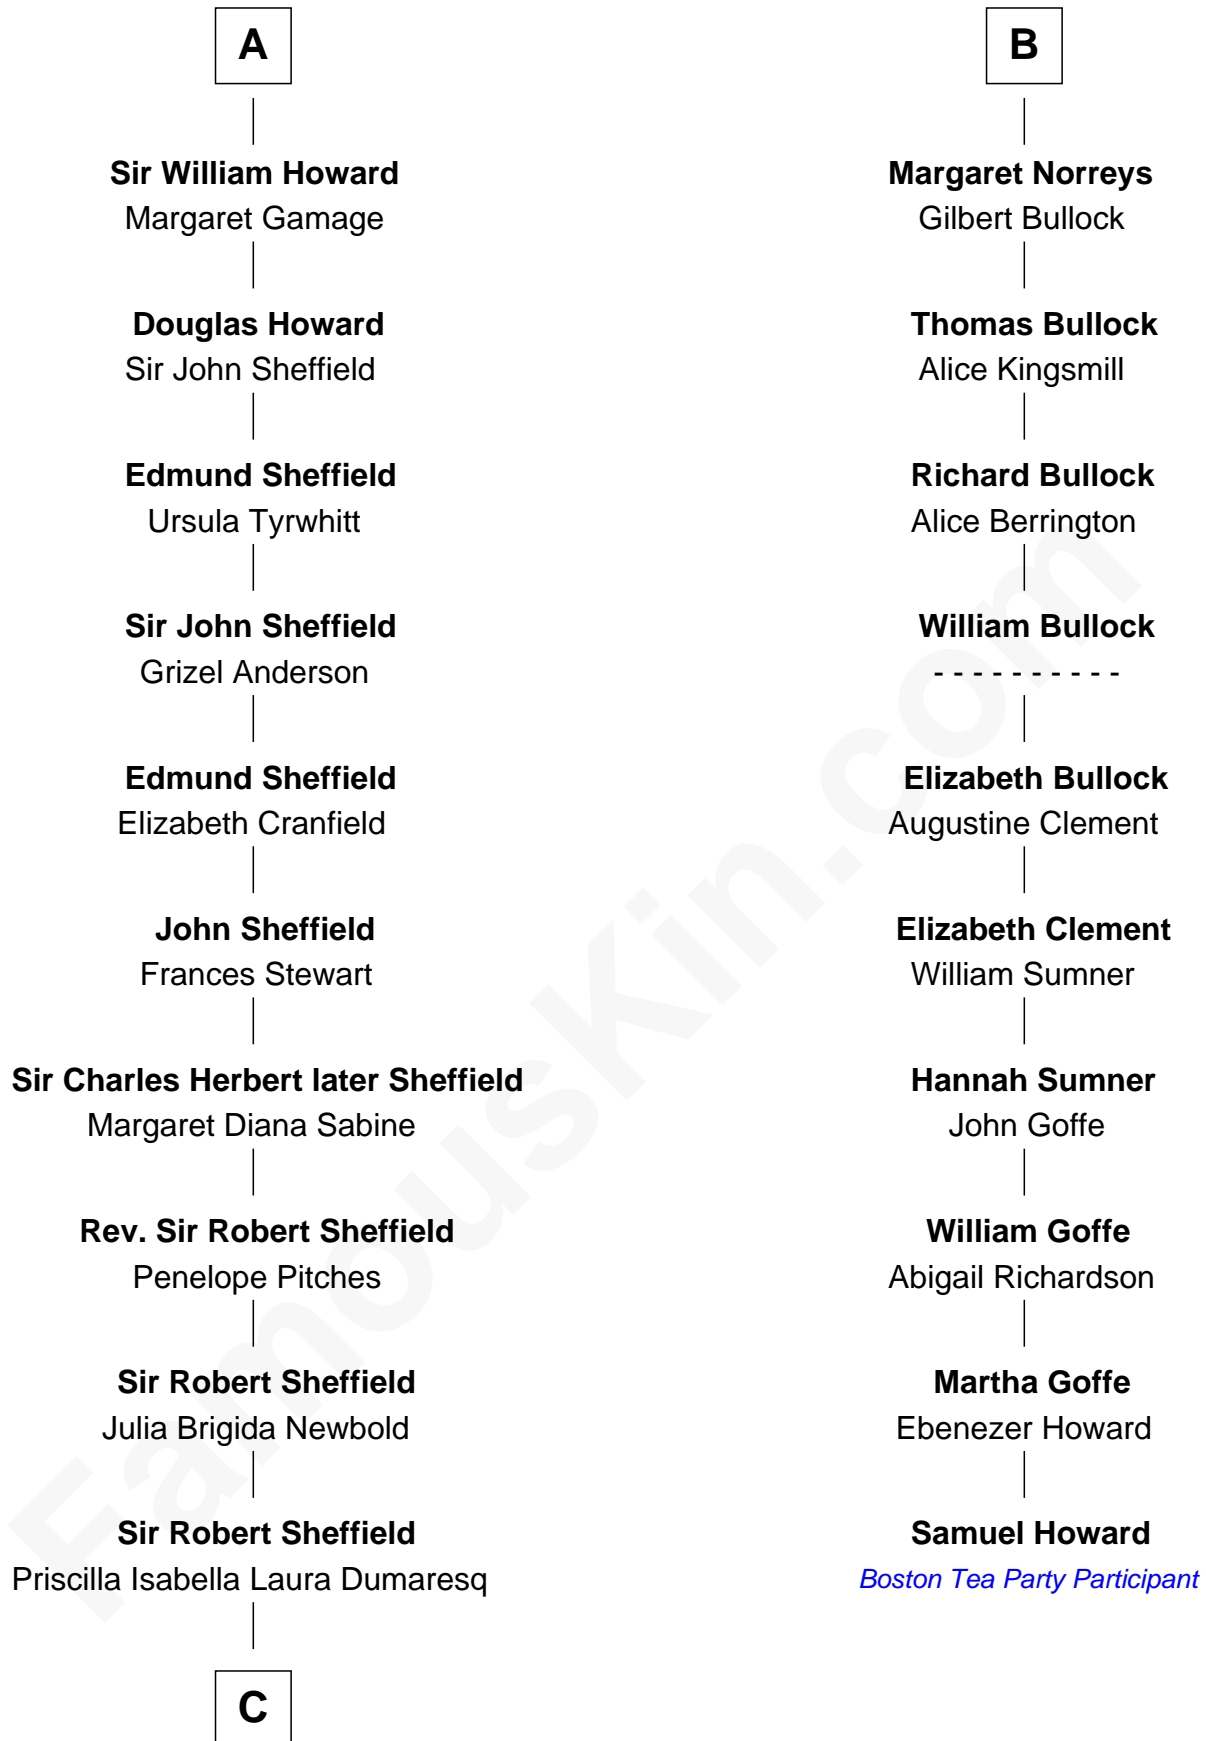 A
Sir William Howard
Margaret Gamage
Douglas Howard
Sir John Sheffield
Edmund Sheffield
Ursula Tyrwhitt
Sir John Sheffield
Grizel Anderson
Edmund Sheffield
Elizabeth Cranfield
John Sheffield
Frances Stewart
Sir Charles Herbert later Sheffield
Margaret Diana Sabine
Rev. Sir Robert Sheffield
Penelope Pitches
Sir Robert Sheffield
Julia Brigida Newbold
Sir Robert Sheffield
Priscilla Isabella Laura Dumaresq
C
B
Margaret Norreys
Gilbert Bullock
Thomas Bullock
Alice Kingsmill
Richard Bullock
Alice Berrington
William Bullock
- - - - - - - - - -
Elizabeth Bullock
Augustine Clement
Elizabeth Clement
William Sumner
Hannah Sumner
John Goffe
William Goffe
Abigail Richardson
Martha Goffe
Ebenezer Howard
Samuel Howard
Boston Tea Party Participant
FamousKin.com